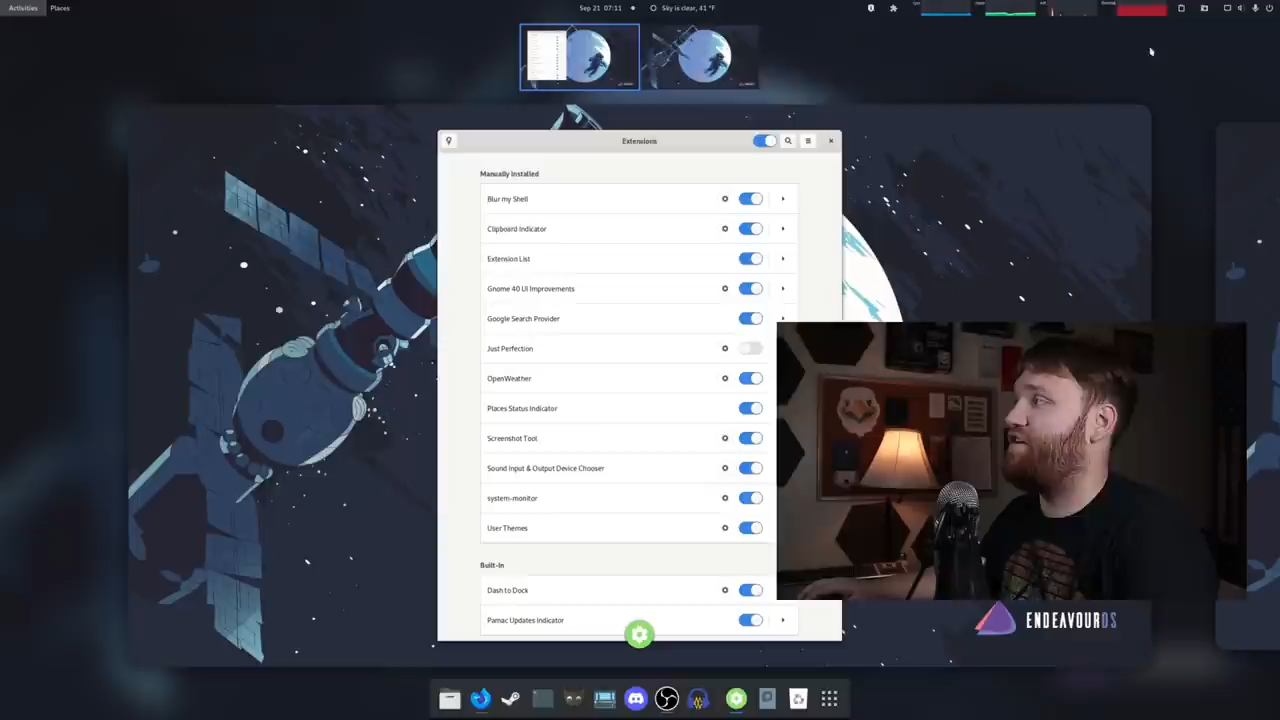 Activities Places Sep 21 07:11 Sky is clear, 41 °F
Extensions
Manually Installed
Blur my Shell
Clipboard Indicator
Extension List
Gnome 40 UI Improvements
Google Search Provider
Just Perfection
OpenWeather
Places Status Indicator
Screenshot Tool
Sound Input & Output Device Chooser
system-monitor
User Themes
Built-In
Dash to Dock
Pamac Updates Indicator
ENDEAVOUROS